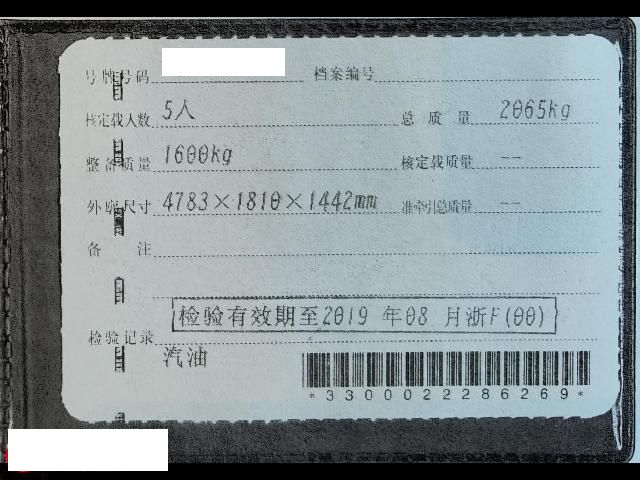 号牌号码 档案编号
核定载人数 5人 总质量 2065kg
整备质量 1600kg 核定载质量 --
外廓尺寸 4783×1810×1442mm 准牵引总质量 --
备注
检验有效期至2019 年08 月浙F(00)
检验记录
汽油
*3300022286269*